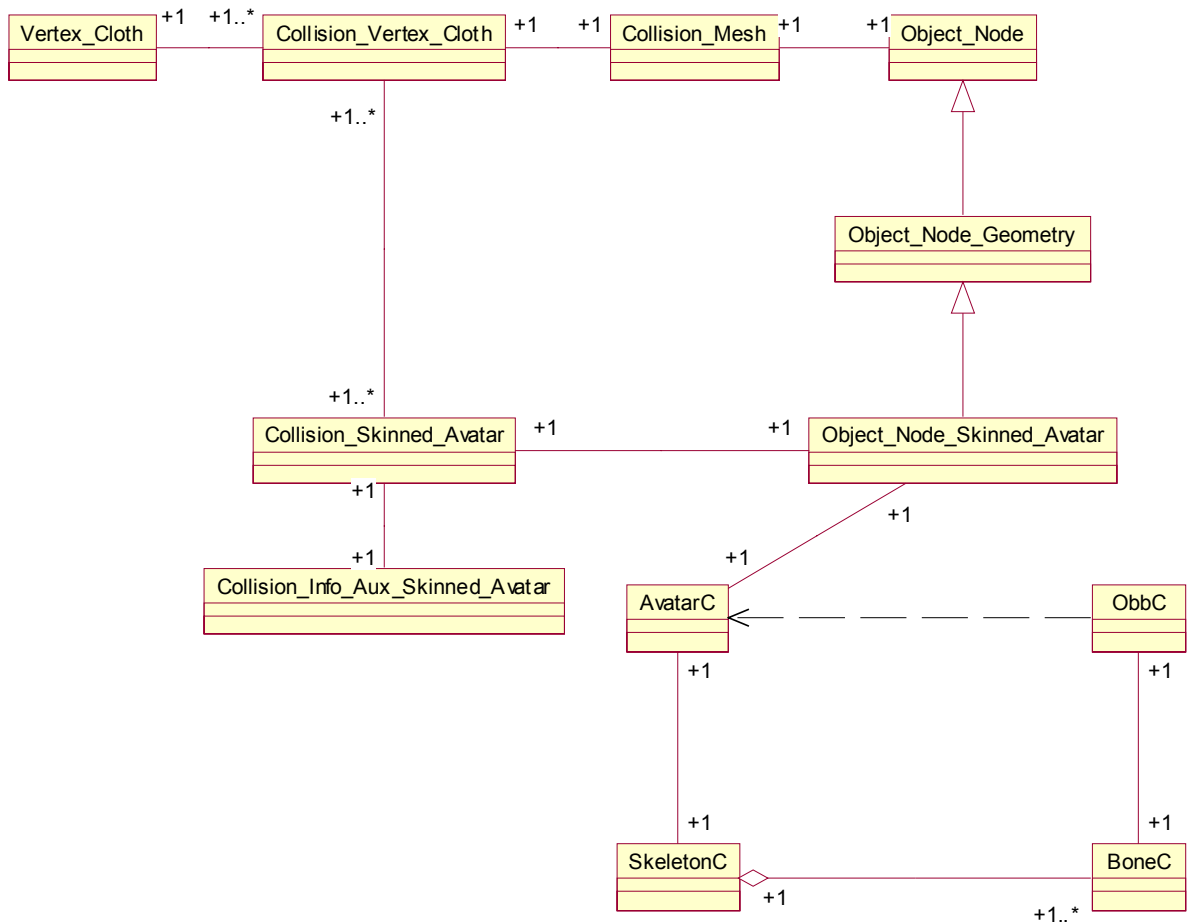 Vertex_Cloth +1 +1..* Collision_Vertex_Cloth +1 +1 Collision_Mesh +1 +1 Object_Node
+1..*
Object_Node_Geometry
+1..*
Collision_Skinned_Avatar +1 +1 Object_Node_Skinned_Avatar
+1
+1
+1
+1
Collision_Info_Aux_Skinned_Avatar
AvatarC
ObbC
+1
+1
+1
+1
SkeletonC
BoneC
+1
+1..*